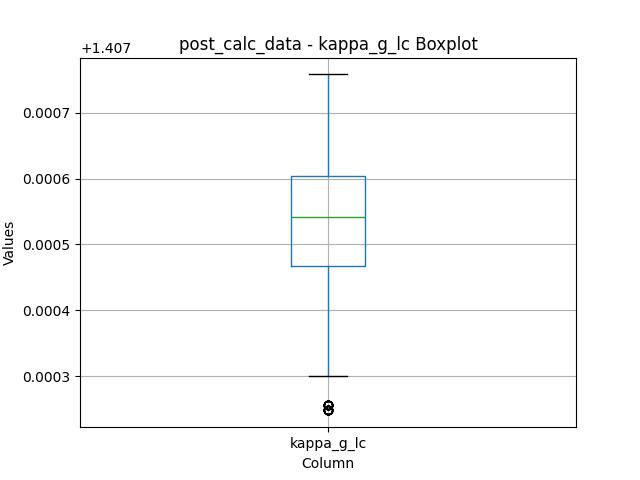 post_calc_data - kappa_g_lc Boxplot
+1.407
0.0007
0.0006
0.0005
0.0004
0.0003
Values
kappa_g_lc
Column